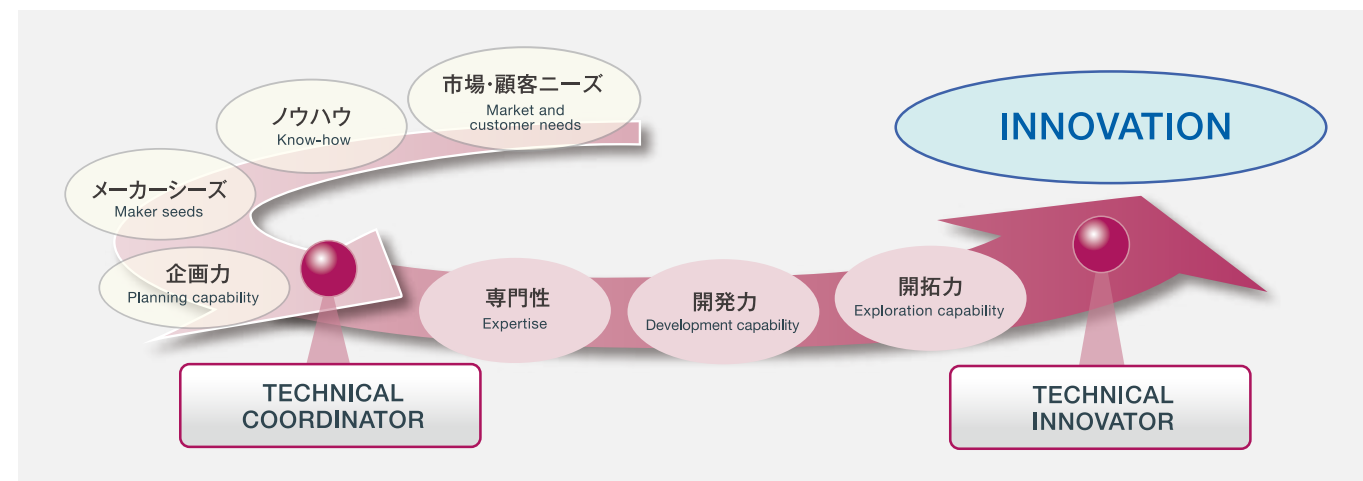 市場・顧客ニーズ
Market and
customer needs
ノウハウ
Know-how
メーカーシーズ
Maker seeds
企画力
Planning capability
TECHNICAL
COORDINATOR
専門性
Expertise
開発力
Development capability
開拓力
Exploration capability
TECHNICAL
INNOVATOR
INNOVATION